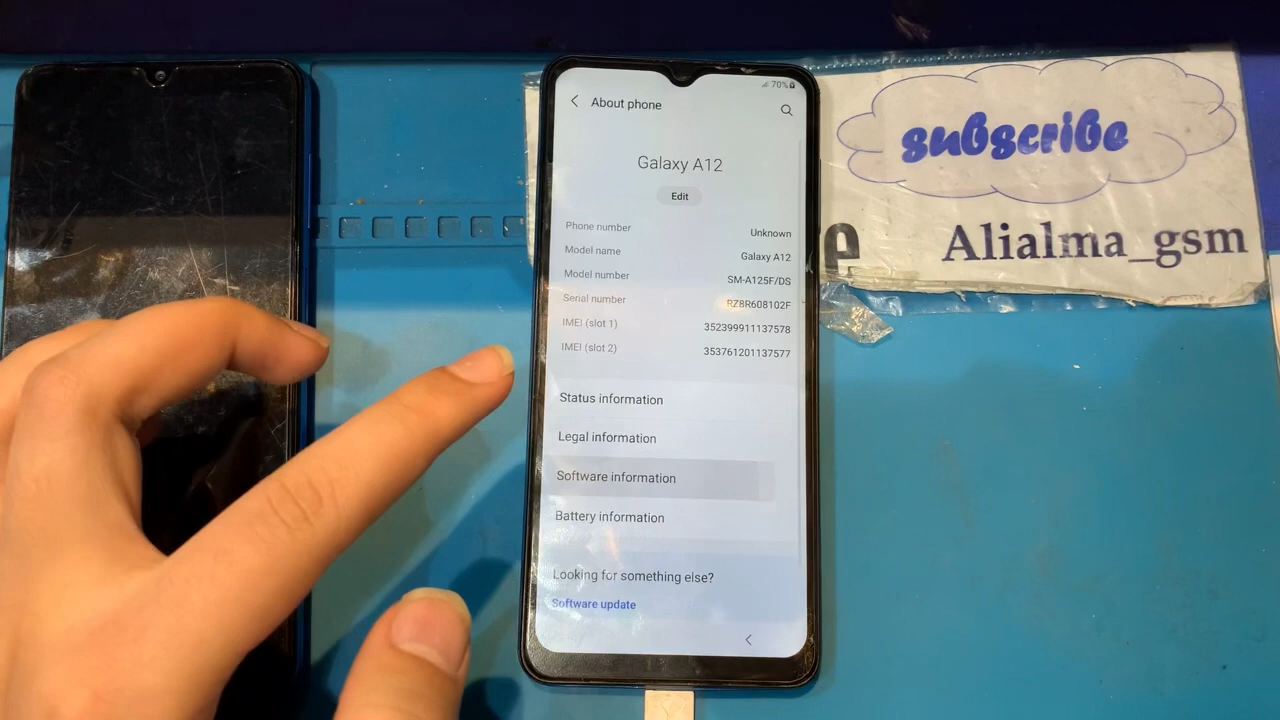 70%
About phone
Galaxy A12
Edit
Phone number Unknown
Model name Galaxy A12
Model number SM-A125F/DS
Serial number RZ8R608102F
IMEI (slot 1) 352399911137578
IMEI (slot 2) 353761201137577
Status information
Legal information
Software information
Battery information
Looking for something else?
Software update
subscribe
e
Alialma_gsm